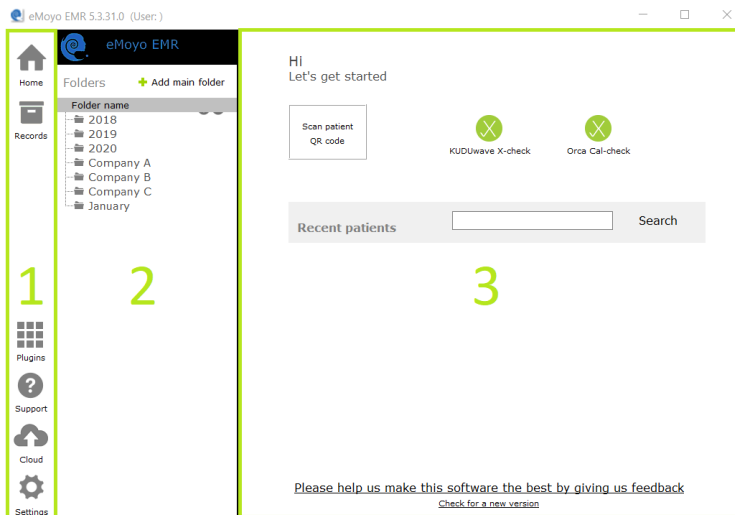 eMoyo EMR 5.3.31.0 (User: )
Home
Records
1
Plugins
Support
Cloud
Settings
eMoyo EMR
Folders
Add main folder
Folder name
2018
2019
2020
Company A
Company B
Company C
January
2
Hi
Let's get started
Scan patient
QR code
KUDUwave X-check
Orca Cal-check
Recent patients
Search
3
Please help us make this software the best by giving us feedback
Check for a new version